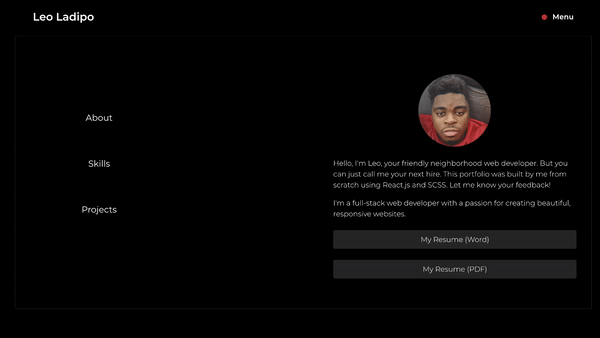 Leo Ladipo
Menu
About
Skills
Projects
Hello, I'm Leo, your friendly neighborhood web developer. But you
can just call me your next hire. This portfolio was built by me from
scratch using React.js and SCSS. Let me know your feedback!
I'm a full-stack web developer with a passion for creating beautiful,
responsive websites.
My Resume (Word)
My Resume (PDF)